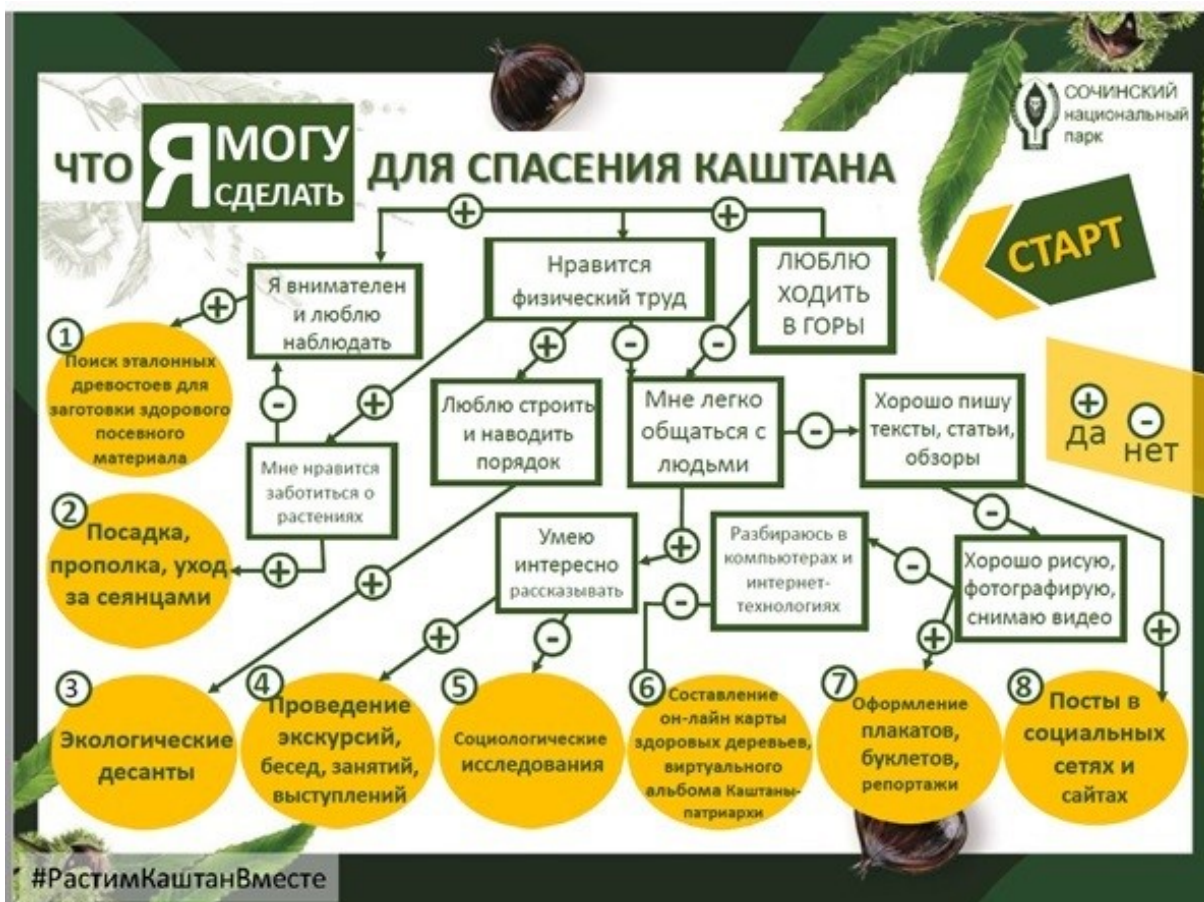 СОЧИНСКИЙ
национальный
парк
ЧТО Я МОГУ СДЕЛАТЬ ДЛЯ СПАСЕНИЯ КАШТАНА
СТАРТ
+
+
ЛЮБЛЮ
ХОДИТЬ
В ГОРЫ
Нравится
физический труд
Я внимателен
и люблю
наблюдать
+
+
+
-
-
-
1
Поиск эталонных
древостоев для
заготовки здорового
посевного
материала
+
да
-
нет
Люблю строить
и наводить
порядок
Мне легко
общаться с
людьми
-
Хорошо пишу
тексты, статьи,
обзоры
+
Мне нравится
заботиться о
растениях
2
Посадка,
прополка, уход
за сеянцами
+
+
Умею
интересно
рассказывать
+
Разбираюсь в
компьютерах и
интернет-
технологиях
-
-
Хорошо рисую,
фотографирую,
снимаю видео
-
+
-
+
+
3
Экологические
десанты
4
Проведение
экскурсий,
бесед, занятий,
выступлений
5
Социологические
исследования
6
Составление
он-лайн карты
здоровых деревьев,
виртуального
альбома Каштаны-
патриархи
7
Оформление
плакатов,
буклетов,
репортажи
8
Посты в
социальных
сетях и
сайтах
#РастимКаштанВместе